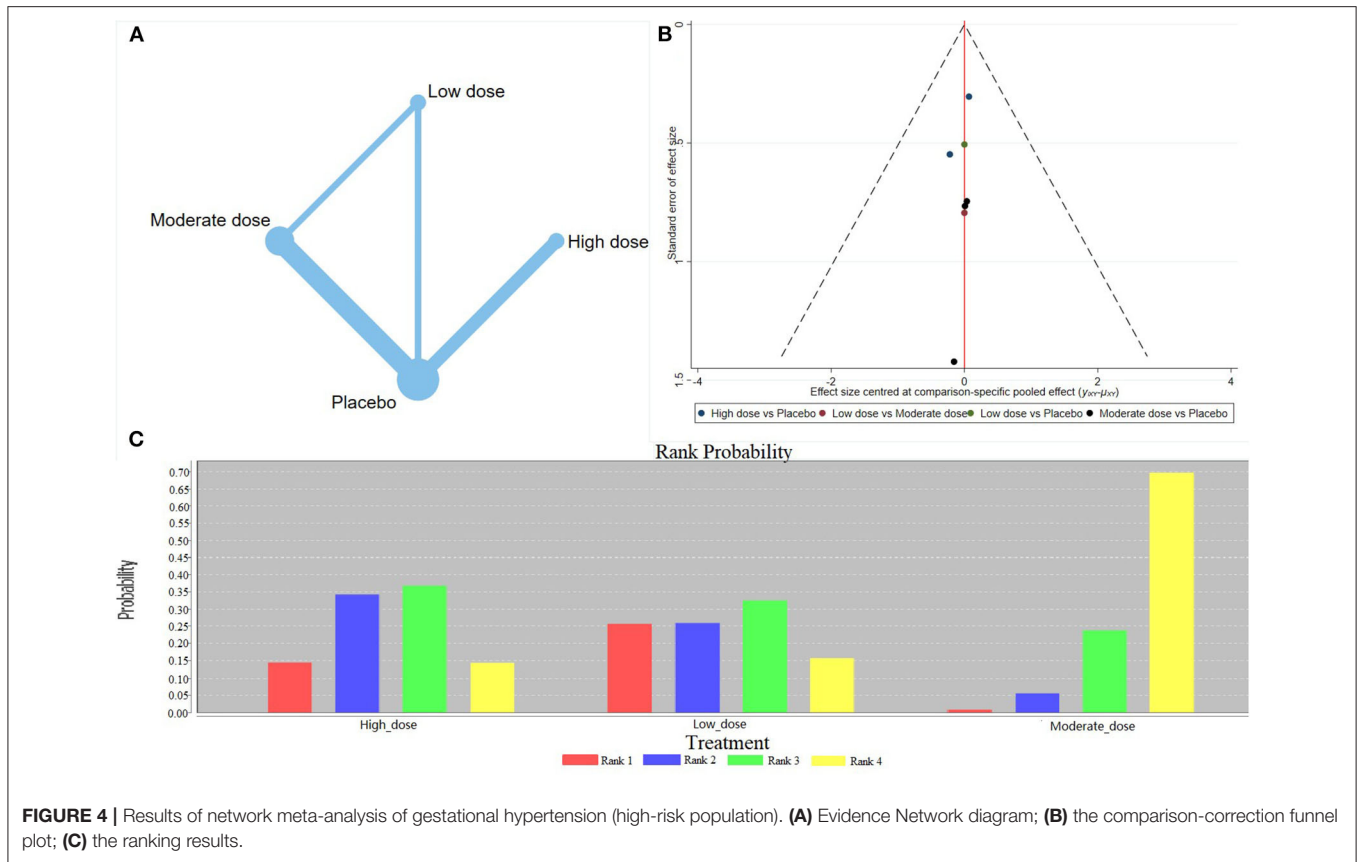 A
Low dose
Moderate dose
High dose
Placebo
B
Standard error of effect size
0
.5
1
1.5
-4
-2
0
2
4
Effect size centred at comparison-specific pooled effect (yiXY-μXY)
High dose vs Placebo Low dose vs Moderate dose Low dose vs Placebo Moderate dose vs Placebo
C
Rank Probability
Probability
0.70
0.65
0.60
0.55
0.50
0.45
0.40
0.35
0.30
0.25
0.20
0.15
0.10
0.05
0.00
High_dose Low_dose Moderate_dose
Treatment
Rank 1 Rank 2 Rank 3 Rank 4
FIGURE 4 | Results of network meta-analysis of gestational hypertension (high-risk population). (A) Evidence Network diagram; (B) the comparison-correction funnel
plot; (C) the ranking results.